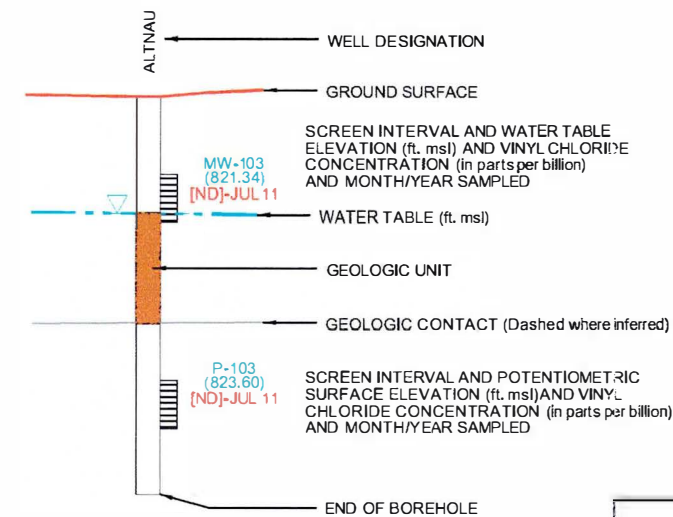 ALTNAU
WELL DESIGNATION
GROUND SURFACE
SCREEN INTERVAL AND WATER TABLE
ELEVATION (ft. msl) AND VINYL CHLORIDE
CONCENTRATION (in parts per billion)
AND MONTH/YEAR SAMPLED
MW-103
(821.34)
[ND]-JUL 11
WATER TABLE (ft. msl)
GEOLOGIC UNIT
GEOLOGIC CONTACT (Dashed where inferred)
P-103
(823.60)
[ND]-JUL 11
SCREEN INTERVAL AND POTENTIOMETRIC
SURFACE ELEVATION (ft. msl) AND VINYL
CHLORIDE CONCENTRATION (in parts per billion)
AND MONTH/YEAR SAMPLED
END OF BOREHOLE